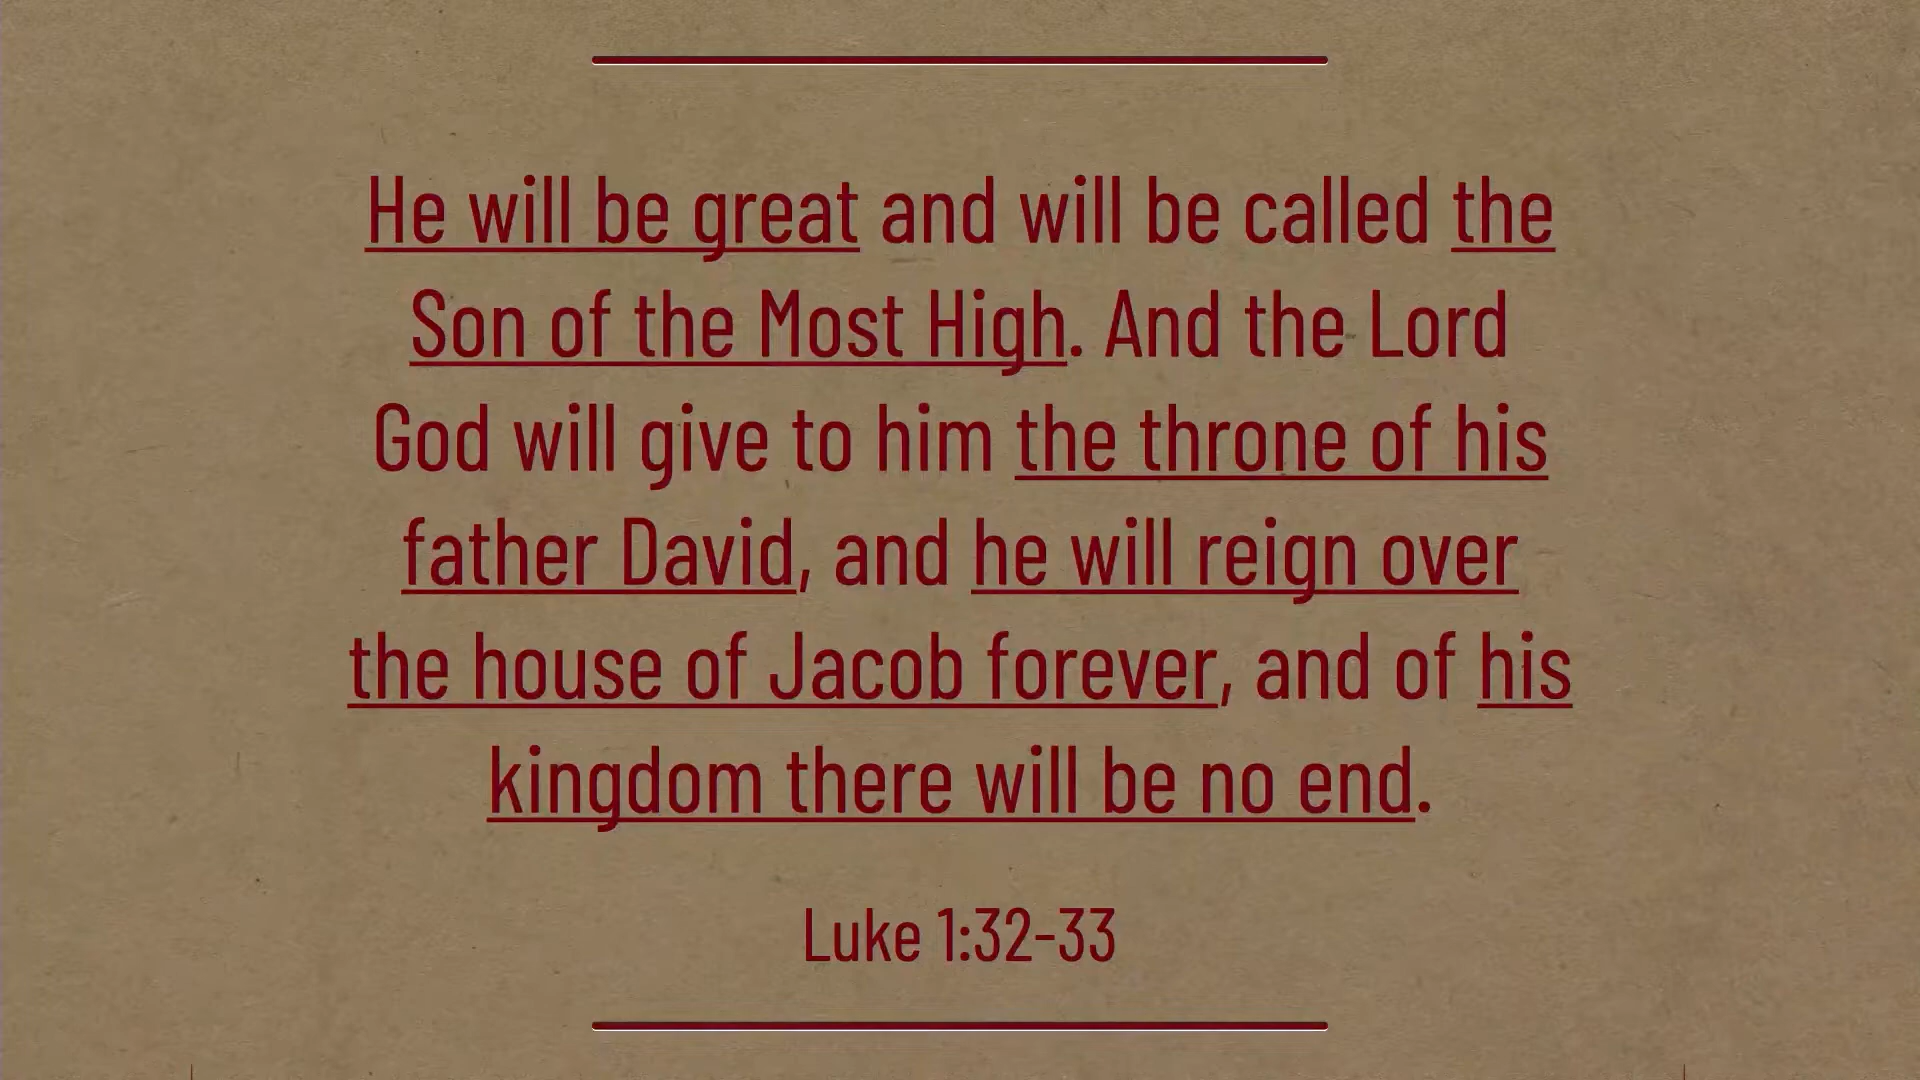 He will be great and will be called the
Son of the Most High. And the Lord
God will give to him the throne of his
father David, and he will reign over
the house of Jacob forever, and of his
kingdom there will be no end.
Luke 1:32-33